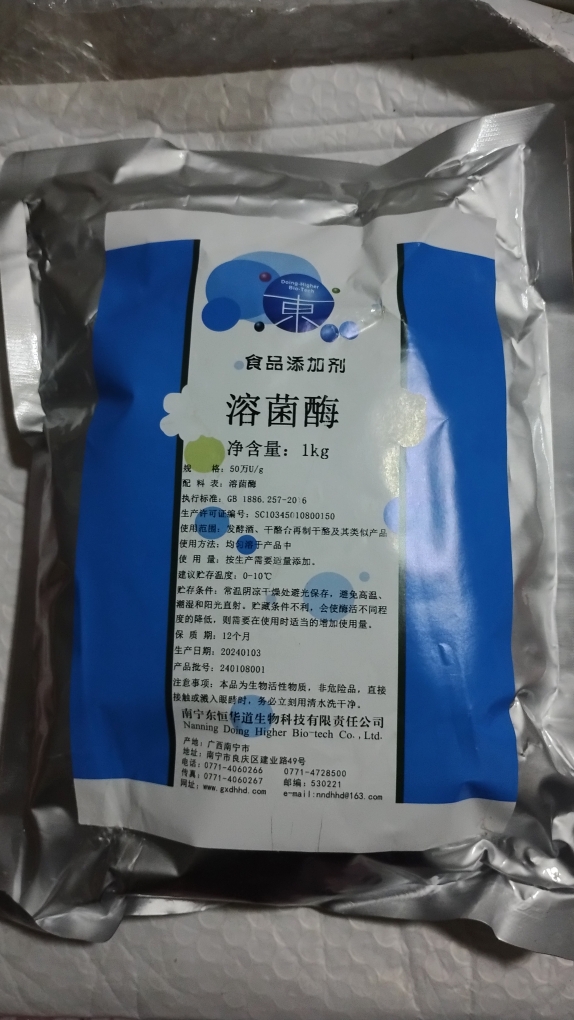 Doing-Higher
Bio-Tech
東
食品添加剂
溶菌酶
净含量：1kg
规 格：50万U/g
配 料 表：溶菌酶
执行标准：GB 1886.257-2016
生产许可证编号：SC10345010800150
使用范围：发酵酒、干酪和再制干酪及其类似产品
使用方法：均匀溶于产品中
使 用 量：按生产需要适量添加。
建议贮存温度：0-10℃
贮存条件：常温阴凉干燥处避光保存，避免高温、
潮湿和阳光直射。贮藏条件不利，会使酶活不同程
度的降低，则需要在使用时适当的增加使用量。
保 质 期：12个月
生产日期：20240103
产品批号：240108001
注意事项：本品为生物活性物质，非危险品，直接
接触或溅入眼睛时，务必立刻用清水洗干净。
南宁东恒华道生物科技有限责任公司
Nanning Doing Higher Bio-tech Co., Ltd.
产地：广西南宁市
地址：南宁市良庆区建业路49号
电话：0771-4060266 0771-4728500
传真：0771-4060267 邮编：530221
网址：www.gxdhhd.com e-mail:nndhhd@163.com